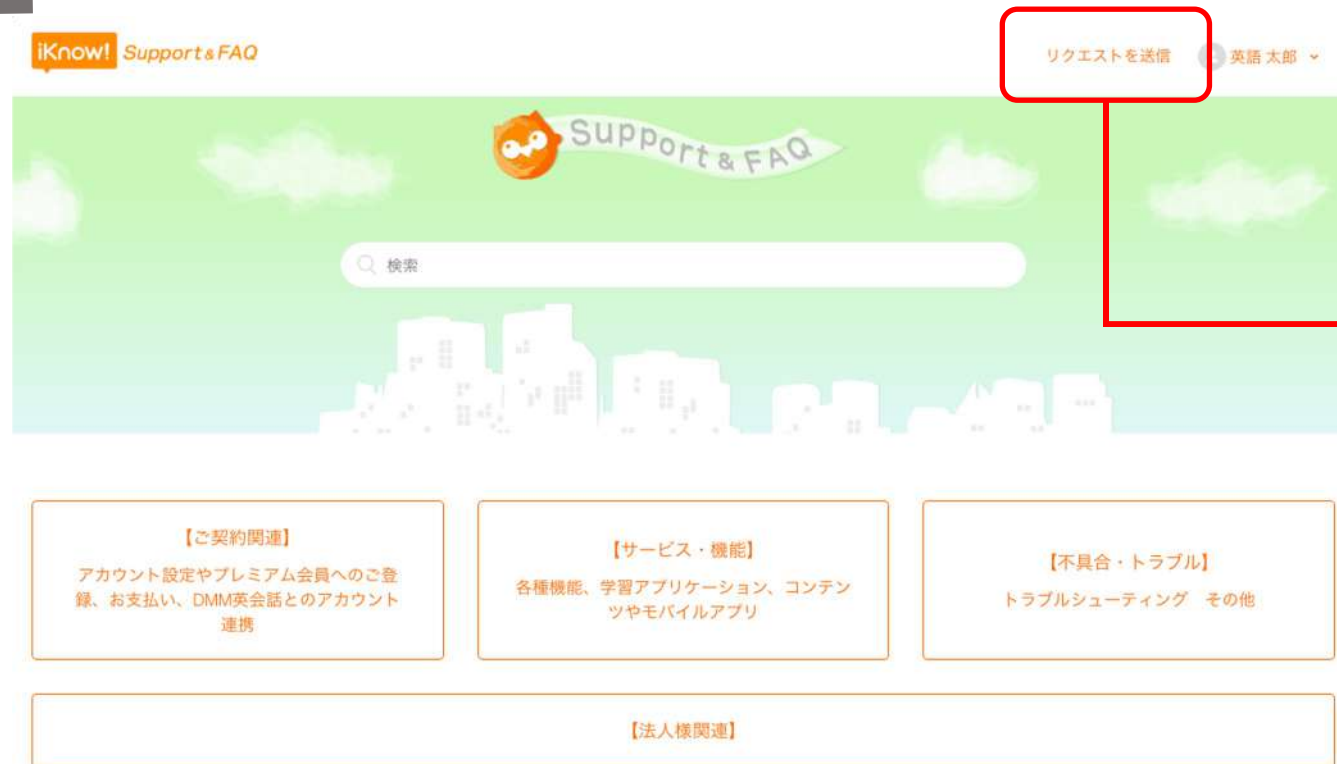 iKnow! Support & FAQ
リクエストを送信
英語 太郎
Support & FAQ
検索
【ご契約関連】
アカウント設定やプレミアム会員へのご登
録、お支払い、DMM英会話とのアカウント
連携
【サービス・機能】
各種機能、学習アプリケーション、コンテン
ツやモバイルアプリ
【不具合・トラブル】
トラブルシューティング その他
【法人様関連】